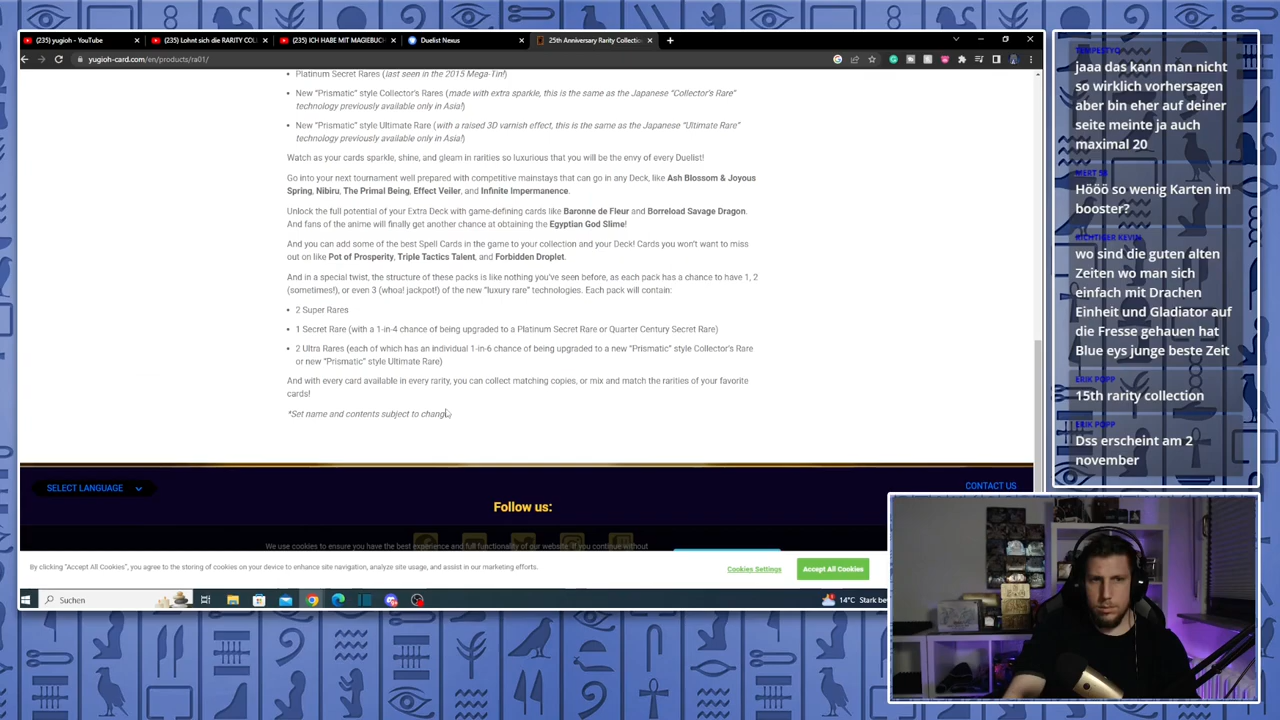 (235) yugioh - YouTube
(235) Lohnt sich die RARITY COL
(235) ICH HABE MIT MAGIEBUCH
Duelist Nexus
25th Anniversary Rarity Collectio
yugioh-card.com/en/products/ra01/
• Platinum Secret Rares (last seen in the 2015 Mega-Tin!)
• New “Prismatic” style Collector's Rares (made with extra sparkle, this is the same as the Japanese “Collector's Rare”
technology previously available only in Asia!)
• New “Prismatic” style Ultimate Rare (with a raised 3D varnish effect, this is the same as the Japanese “Ultimate Rare”
technology previously available only in Asia!)
Watch as your cards sparkle, shine, and gleam in rarities so luxurious that you will be the envy of every Duelist!
Go into your next tournament well prepared with competitive mainstays that can go in any Deck, like Ash Blossom & Joyous
Spring, Nibiru, The Primal Being, Effect Veiler, and Infinite Impermanence.
Unlock the full potential of your Extra Deck with game-defining cards like Baronne de Fleur and Borreload Savage Dragon.
And fans of the anime will finally get another chance at obtaining the Egyptian God Slime!
And you can add some of the best Spell Cards in the game to your collection and your Deck! Cards you won't want to miss
out on like Pot of Prosperity, Triple Tactics Talent, and Forbidden Droplet.
And in a special twist, the structure of these packs is like nothing you've seen before, as each pack has a chance to have 1, 2
(sometimes!), or even 3 (whoa! jackpot!) of the new “luxury rare” technologies. Each pack will contain:
• 2 Super Rares
• 1 Secret Rare (with a 1-in-4 chance of being upgraded to a Platinum Secret Rare or Quarter Century Secret Rare)
• 2 Ultra Rares (each of which has an individual 1-in-6 chance of being upgraded to a new “Prismatic” style Collector's Rare
or new “Prismatic” style Ultimate Rare)
And with every card available in every rarity, you can collect matching copies, or mix and match the rarities of your favorite
cards!
*Set name and contents subject to change
SELECT LANGUAGE
CONTACT US
Follow us:
We use cookies to ensure you have the best experience and full functionality of our website. If you continue without
By clicking “Accept All Cookies”, you agree to the storing of cookies on your device to enhance site navigation, analyze site usage, and assist in our marketing efforts.
Cookies Settings
Accept All Cookies
Suchen
14°C Stark be
TEMPESTYG
jaaa das kann man nicht
so wirklich vorhersagen
aber bin eher auf deiner
seite meinte ja auch
maximal 20
MERT
Hööö so wenig Karten im
booster?
RICHTIGER KEVIN
wo sind die guten alten
Zeiten wo man sich
einfach mit Drachen
Einheit und Gladiator auf
die Fresse gehauen hat
Blue eys junge beste Zeit
ERIK POPP
15th rarity collection
ERIK POPP
Dss erscheint am 2
november